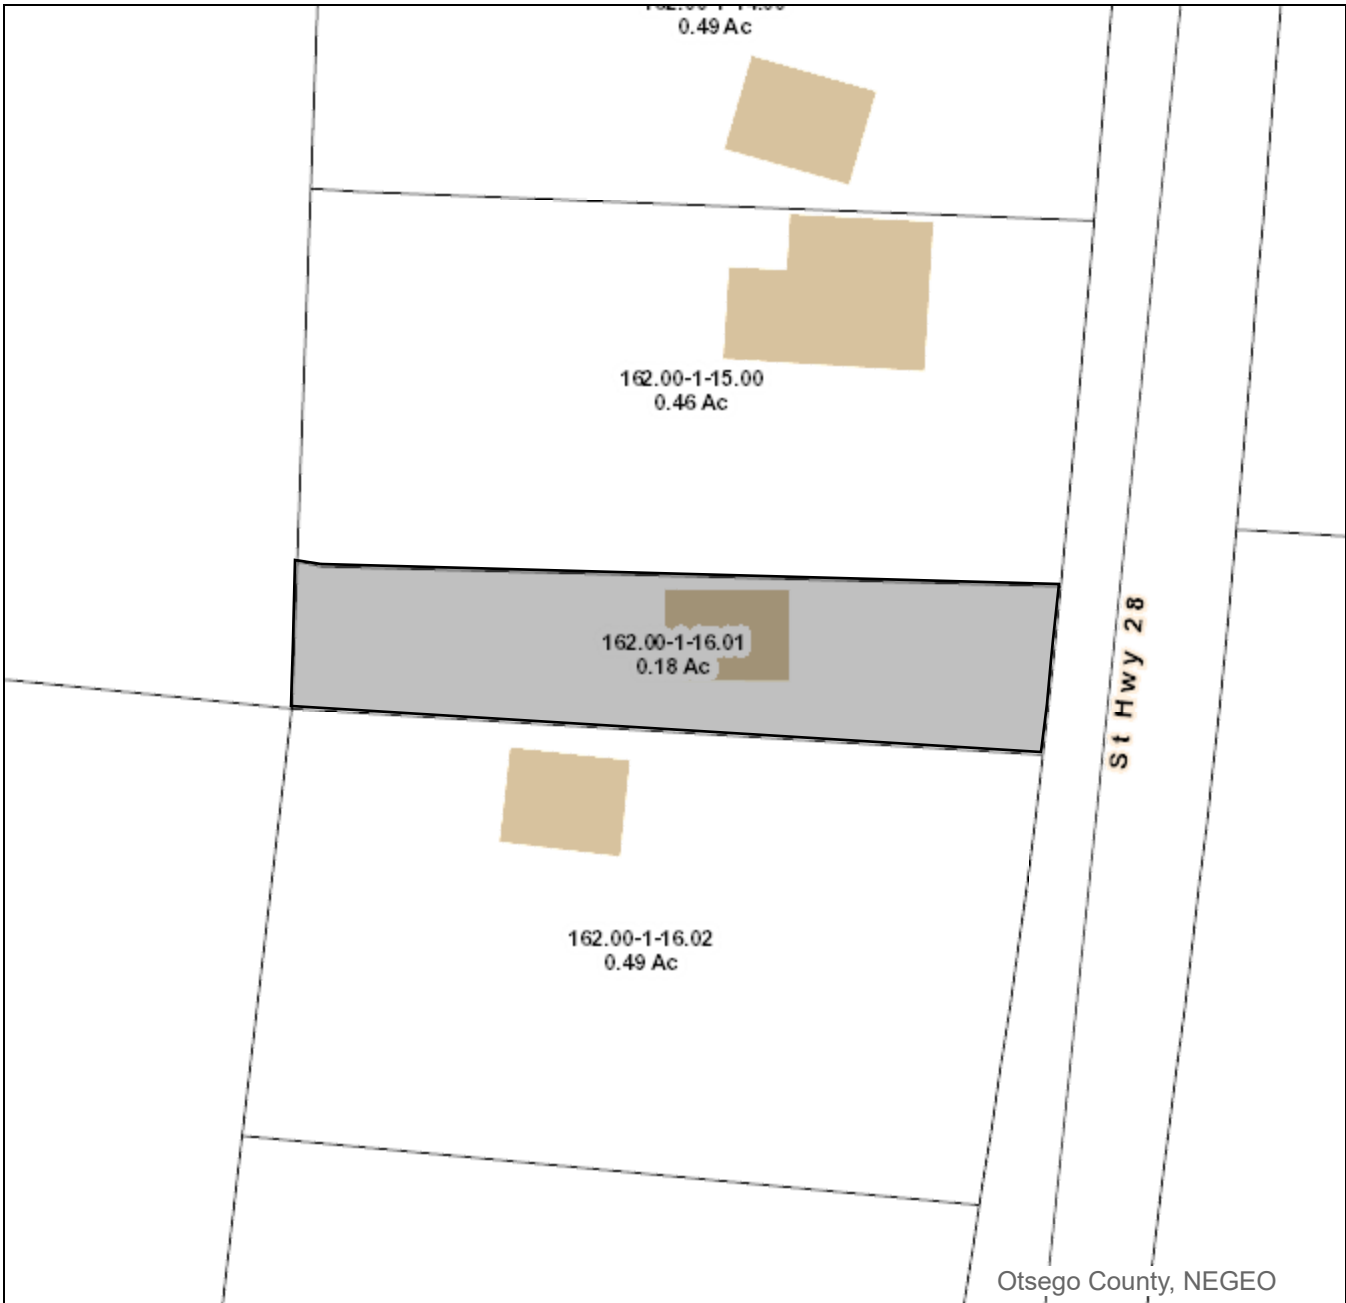 0.49 Ac
162.00-1-15.00
0.46 Ac
162.00-1-16.01
0.18 Ac
St Hwy 28
162.00-1-16.02
0.49 Ac
Otsego County, NEGEO